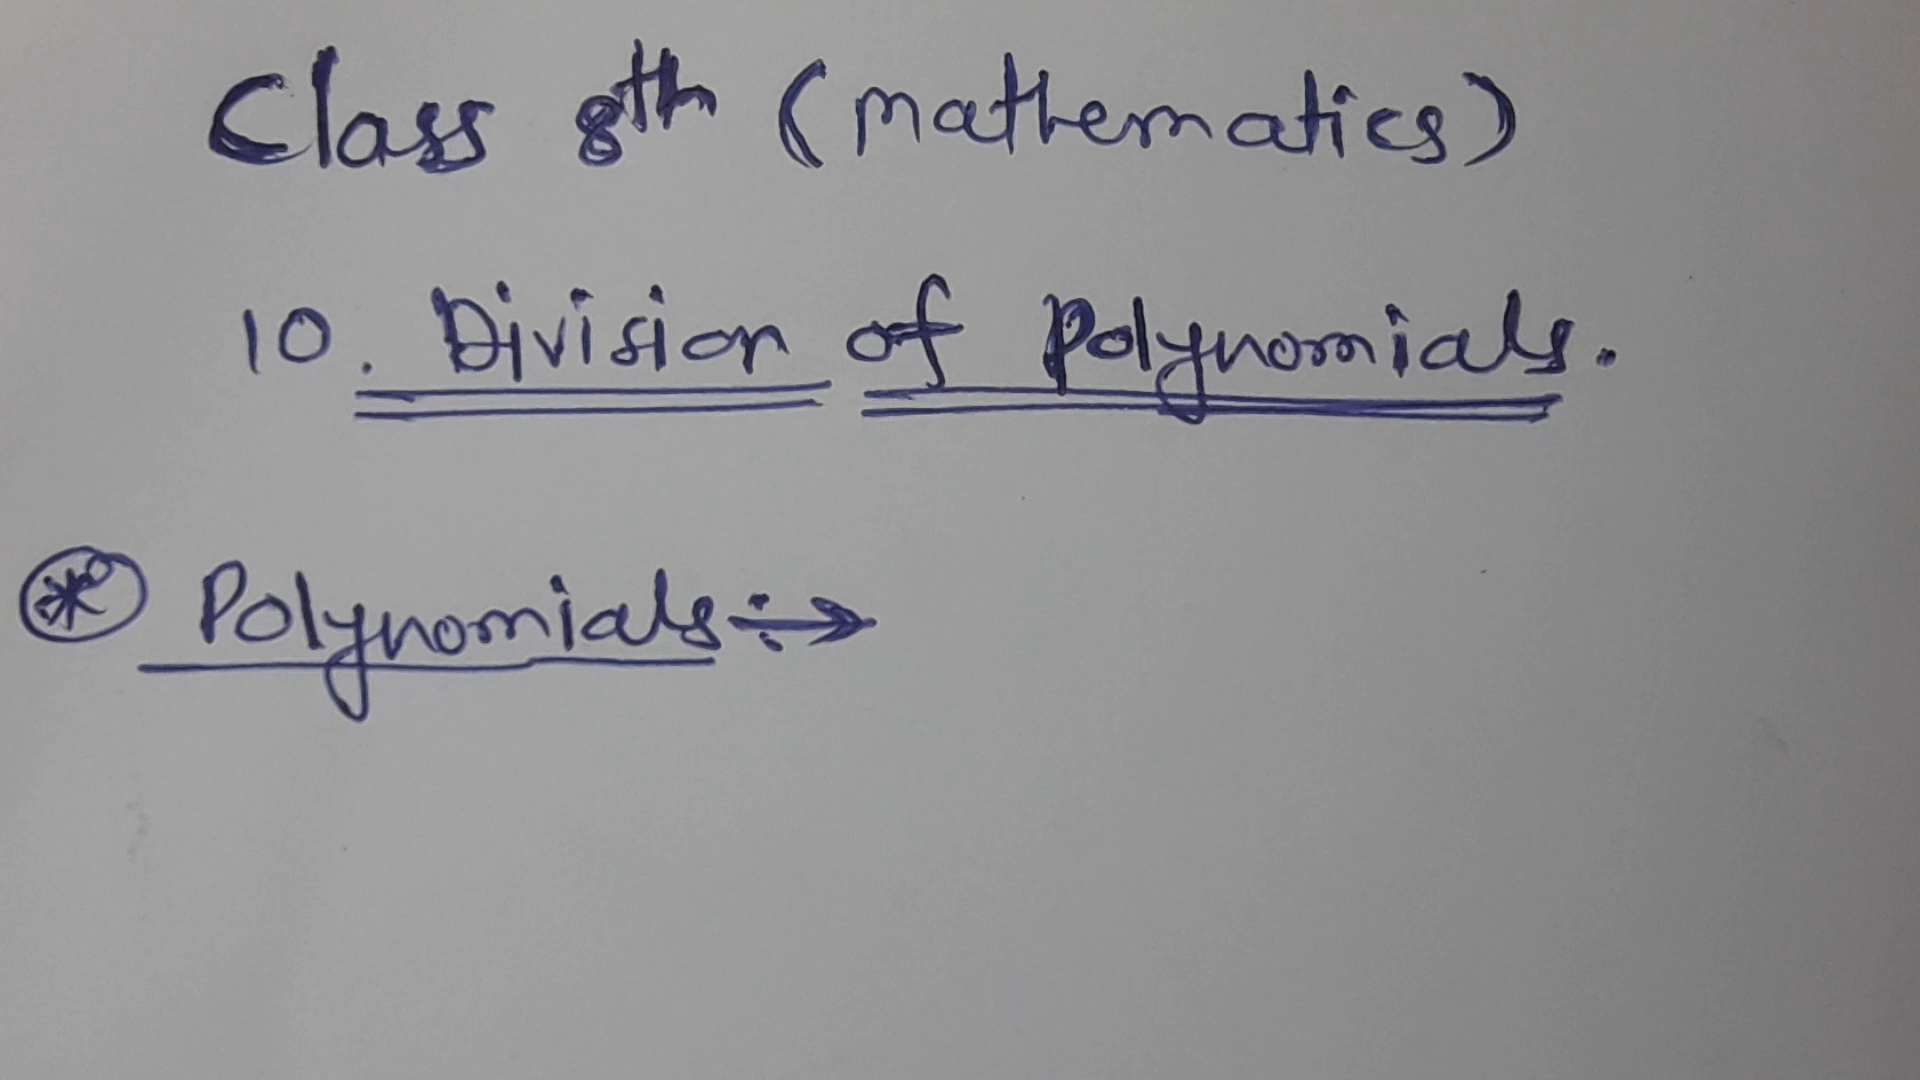 Class 8th (mathematics)
10. Division of Polynomials.
* Polynomials:→